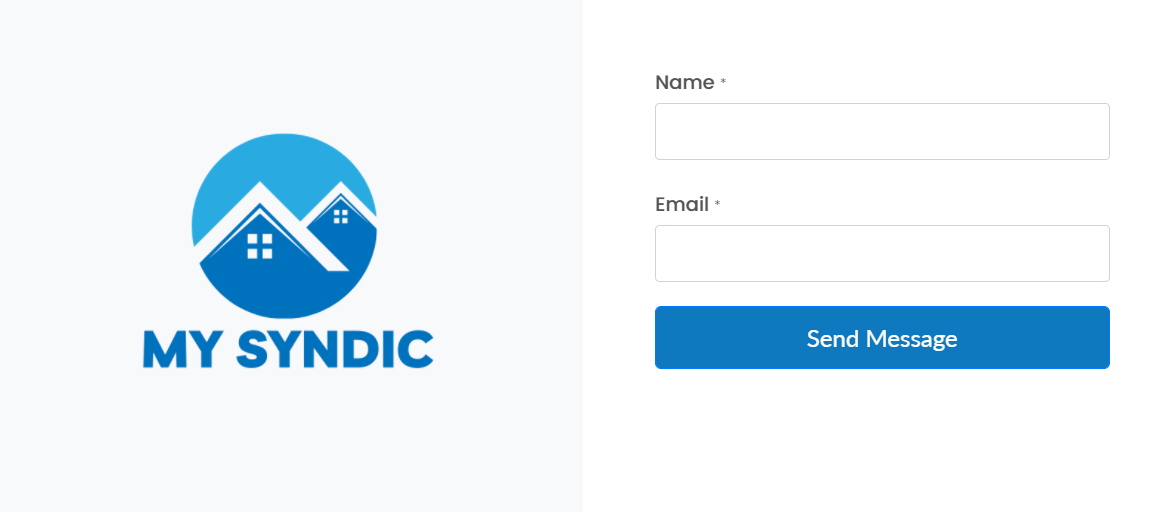 MY SYNDIC
Name *
Email *
Send Message